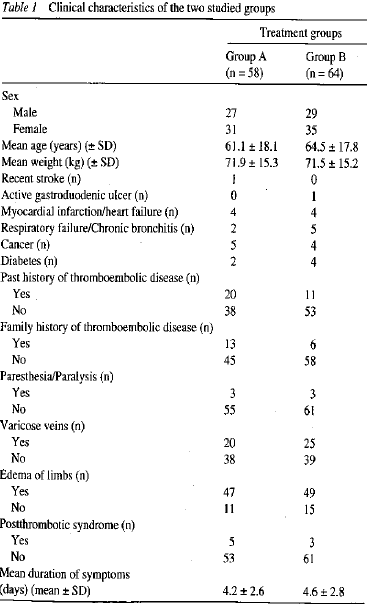 Table 1 Clinical characteristics of the two studied groups
Treatment groups
Group A Group B
(n = 58) (n = 64)
Sex
Male 27 29
Female 31 35
Mean age (years) (± SD) 61.1 ± 18.1 64.5 ± 17.8
Mean weight (kg) (± SD) 71.9 ± 15.3 71.5 ± 15.2
Recent stroke (n) 1 0
Active gastroduodenic ulcer (n) 0 1
Myocardial infarction/heart failure (n) 4 4
Respiratory failure/Chronic bronchitis (n) 2 5
Cancer (n) 5 4
Diabetes (n) 2 4
Past history of thromboembolic disease (n)
Yes 20 11
No 38 53
Family history of thromboembolic disease (n)
Yes 13 6
No 45 58
Paresthesia/Paralysis (n)
Yes 3 3
No 55 61
Varicose veins (n)
Yes 20 25
No 38 39
Edema of limbs (n)
Yes 47 49
No 11 15
Postthrombotic syndrome (n)
Yes 5 3
No 53 61
Mean duration of symptoms
(days) (mean ± SD) 4.2 ± 2.6 4.6 ± 2.8